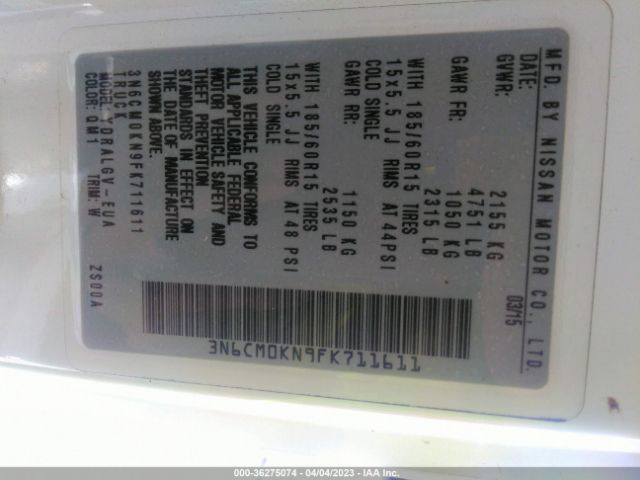 MFD. BY NISSAN MOTOR CO., LTD.
DATE: 03/15
GVWR: 2155 KG
4751 LB
GAWR FR: 1050 KG
2315 LB
WITH 185/60R15 TIRES
15x5.5 JJ RIMS AT 44PSI
COLD SINGLE
GAWR RR: 1150 KG
2535 LB
WITH 185/60R15 TIRES
15x5.5 JJ RIMS AT 48 PSI
COLD SINGLE
THIS VEHICLE CONFORMS TO
ALL APPLICABLE FEDERAL
MOTOR VEHICLE SAFETY AND
THEFT PREVENTION
STANDARDS IN EFFECT ON
THE DATE OF MANUFACTURE
SHOWN ABOVE.
3N6CM0KN9FK711611
TRUCK
MODEL: YDRALGV-EUA ZS00A
COLOR: QM1 TRIM: W
3N6CM0KN9FK711611
000-36275074 - 04/04/2023 - IAA Inc.